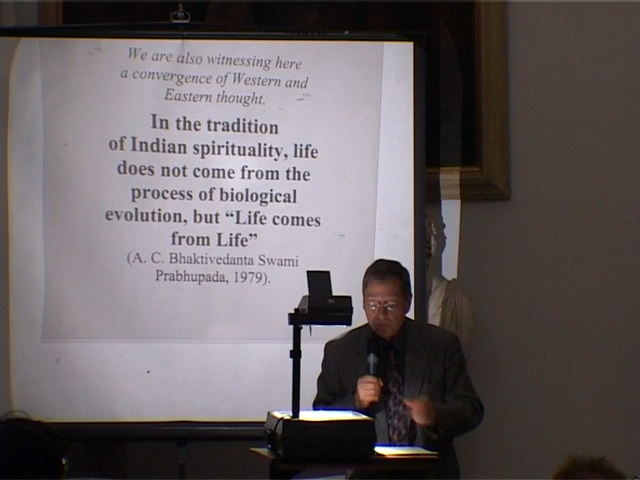 We are also witnessing here
a convergence of Western and
Eastern thought.
In the tradition
of Indian spirituality, life
does not come from the
process of biological
evolution, but “Life comes
from Life”
(A. C. Bhaktivedanta Swami
Prabhupada, 1979).